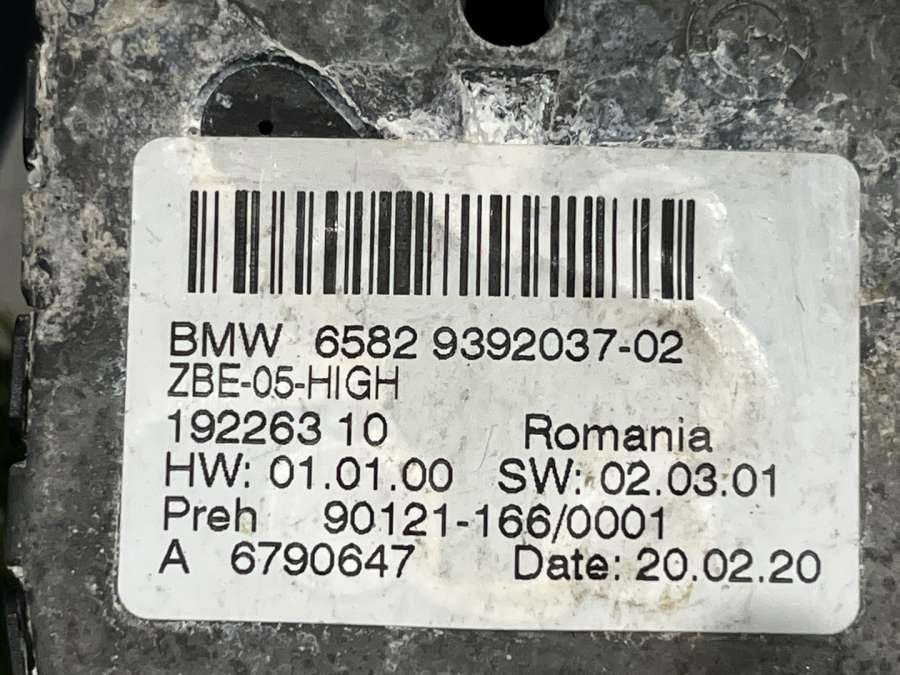 BMW 6582 9392037-02
ZBE-05-HIGH
192263 10 Romania
HW: 01.01.00 SW: 02.03.01
Preh 90121-166/0001
A 6790647 Date: 20.02.20